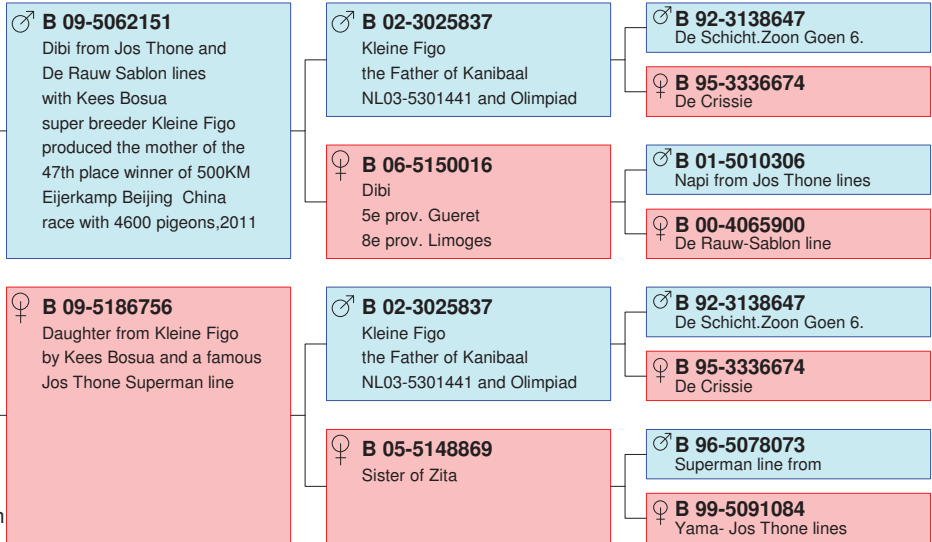 B 09-5062151
Dibi from Jos Thone and
De Rauw Sablon lines
with Kees Bosua
super breeder Kleine Figo
produced the mother of the
47th place winner of 500KM
Eijerkamp Beijing China
race with 4600 pigeons,2011
B 09-5186756
Daughter from Kleine Figo
by Kees Bosua and a famous
Jos Thone Superman line
B 02-3025837
Kleine Figo
the Father of Kanibaal
NL03-5301441 and Olimpiad
B 06-5150016
Dibi
5e prov. Gueret
8e prov. Limoges
B 02-3025837
Kleine Figo
the Father of Kanibaal
NL03-5301441 and Olimpiad
B 05-5148869
Sister of Zita
B 92-3138647
De Schicht.Zoon Goen 6.
B 95-3336674
De Crissie
B 01-5010306
Napi from Jos Thone lines
B 00-4065900
De Rauw-Sablon line
B 92-3138647
De Schicht.Zoon Goen 6.
B 95-3336674
De Crissie
B 96-5078073
Superman line from
B 99-5091084
Yama- Jos Thone lines